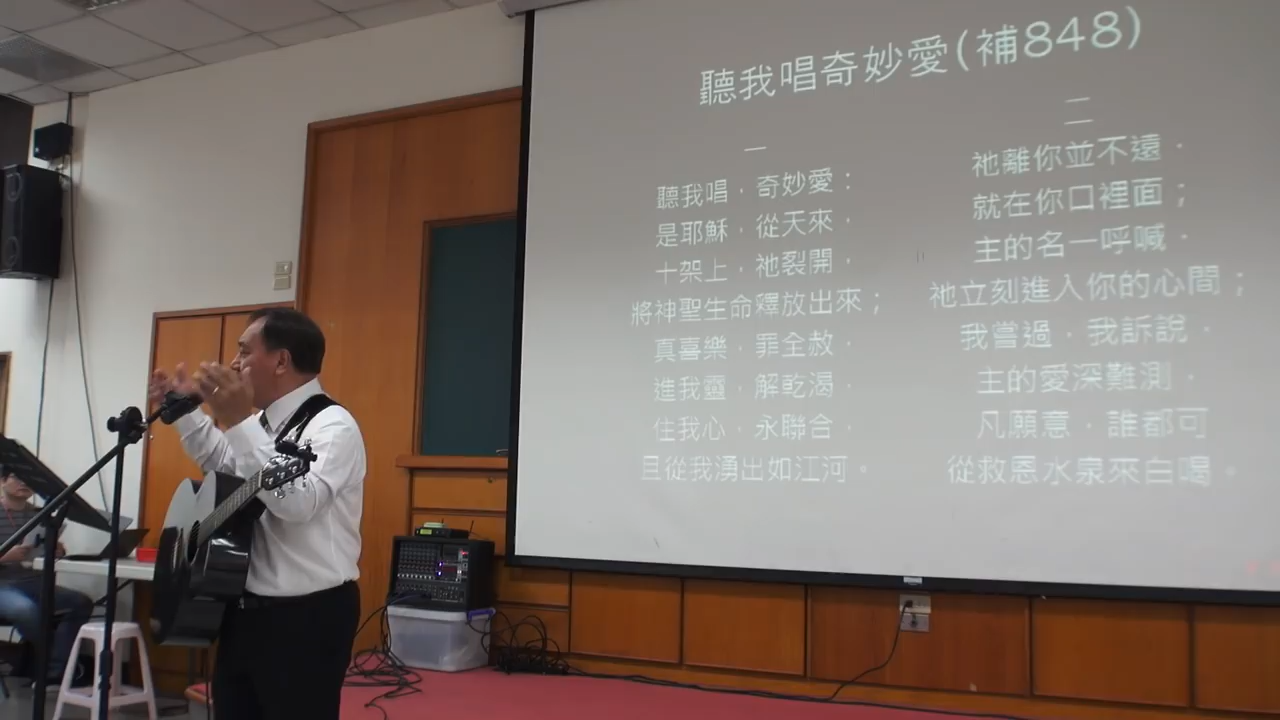 聽我唱奇妙愛(補848)
一
聽我唱，奇妙愛；
是耶穌，從天來，
十架上，祂裂開，
將神聖生命釋放出來；
真喜樂，罪全赦，
進我靈，解乾渴，
住我心，永聯合，
且從我湧出如江河。
二
祂離你並不遠，
就在你口裡面；
主的名一呼喊，
祂立刻進入你的心間；
我嘗過，我訴說，
主的愛深難測，
凡願意，誰都可
從救恩水泉來白喝。